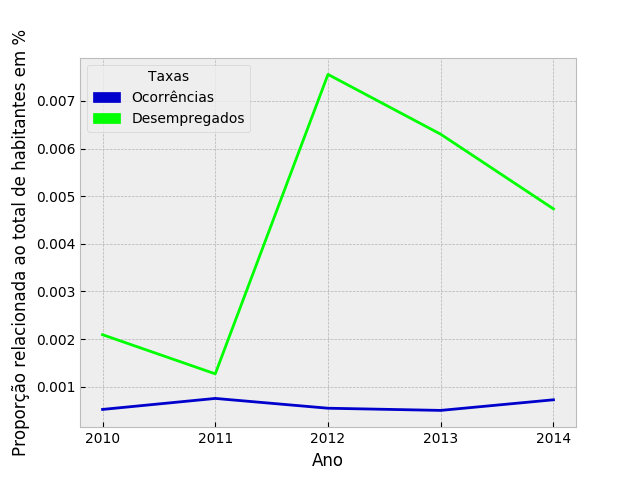 Proporção relacionada ao total de habitantes em %
Taxas
Ocorrências
Desempregados
0.007
0.006
0.005
0.004
0.003
0.002
0.001
2010 2011 2012 2013 2014
Ano